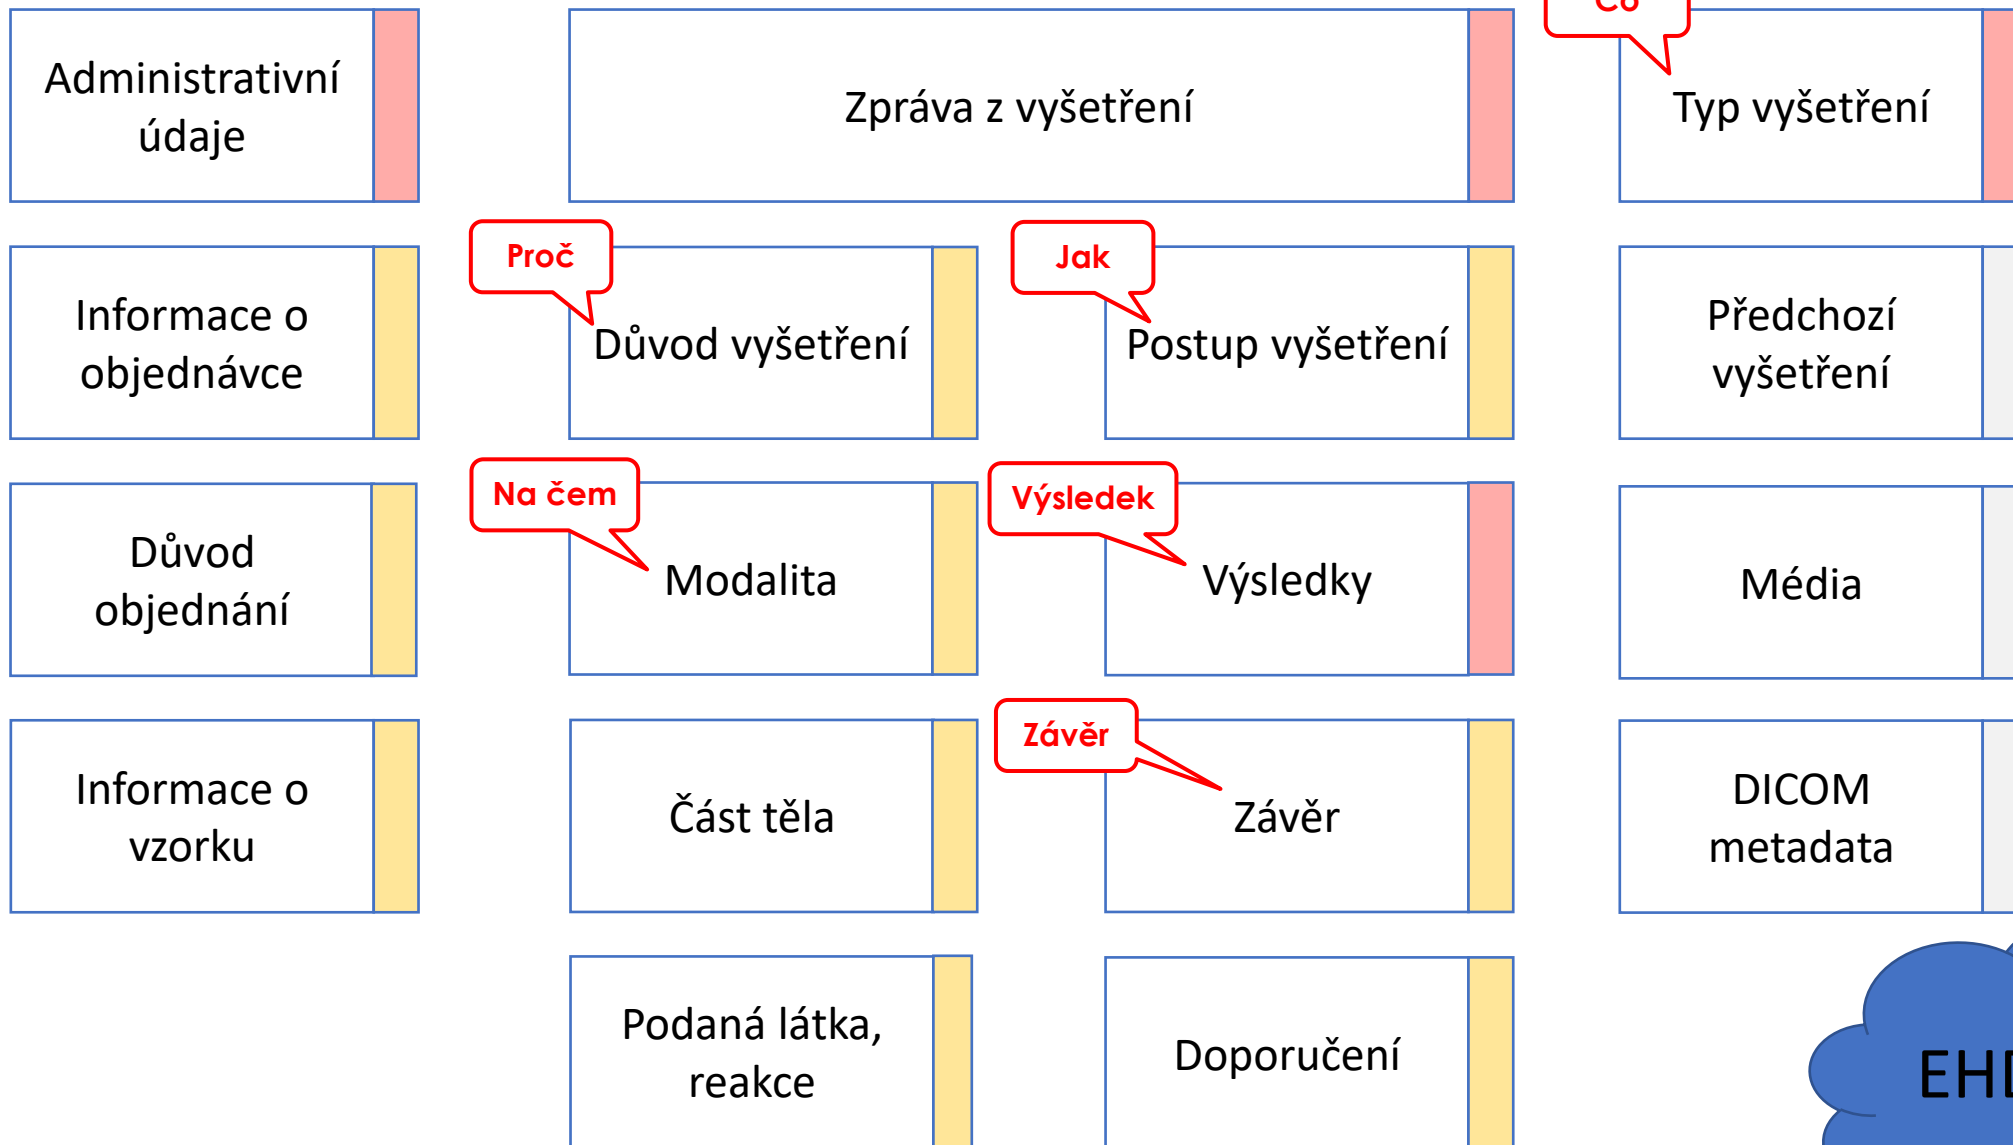 Co
Administrativní
údaje
Zpráva z vyšetření
Typ vyšetření
Proč
Jak
Informace o
objednávce
Důvod vyšetření
Postup vyšetření
Předchozí
vyšetření
Na čem
Výsledek
Důvod
objednání
Modalita
Výsledky
Média
Závěr
Informace o
vzorku
Část těla
Závěr
DICOM
metadata
Podaná látka,
reakce
Doporučení